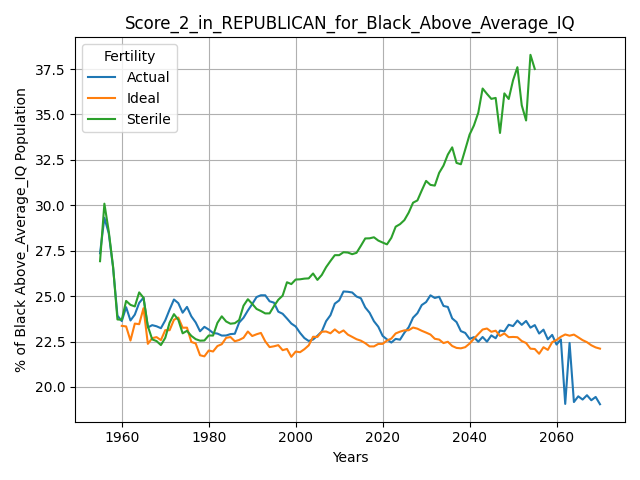 Score_2_in_REPUBLICAN_for_Black_Above_Average_IQ
% of Black Above_Average_IQ Population
37.5
35.0
32.5
30.0
27.5
25.0
22.5
20.0
Fertility
Actual
Ideal
Sterile
1960 1980 2000 2020 2040 2060
Years